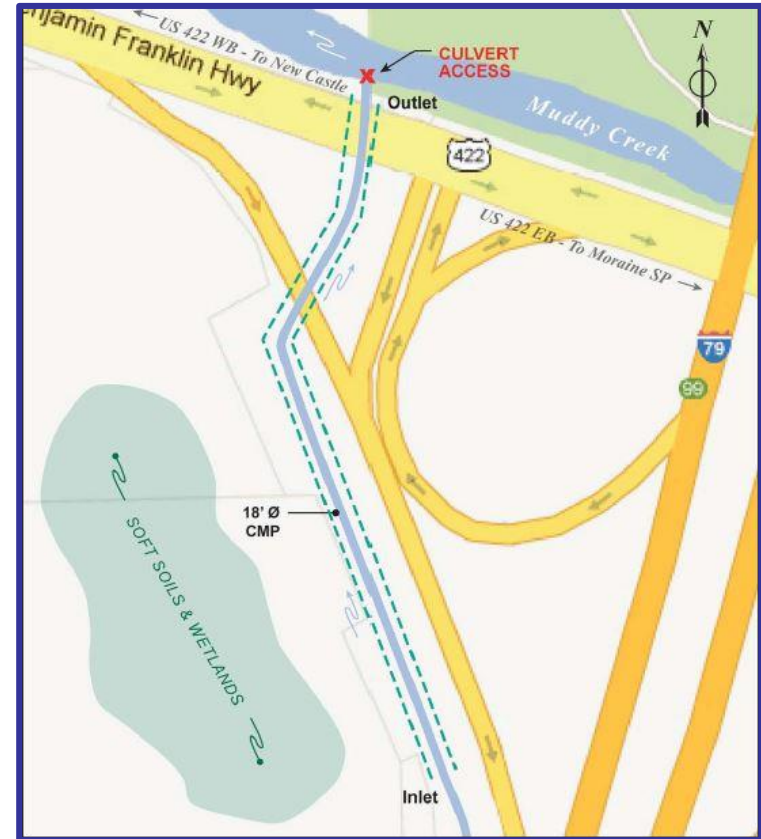 US 422 WB - To New Castle
njamin Franklin Hwy
CULVERT
ACCESS
N
Outlet
Muddy Creek
422
US 422 EB - To Moraine SP
79
99
18' Ø
CMP
SOFT SOILS & WETLANDS
Inlet